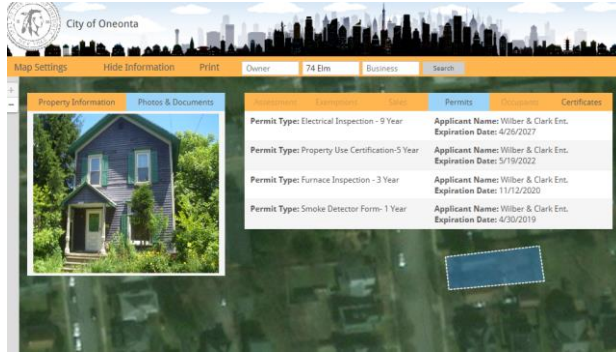 City of Oneonta
Map Settings Hide Information Print Owner 74 Elm Business Search
Property Information Photos & Documents Assessment Exemptions Sales Permits Occupants Certificates
Permit Type: Electrical Inspection - 9 Year Applicant Name: Wilber & Clark Ent.
Expiration Date: 4/26/2027
Permit Type: Property Use Certification-5 Year Applicant Name: Wilber & Clark Ent.
Expiration Date: 5/19/2022
Permit Type: Furnace Inspection - 3 Year Applicant Name: Wilber & Clark Ent.
Expiration Date: 11/12/2020
Permit Type: Smoke Detector Form- 1 Year Applicant Name: Wilber & Clark Ent.
Expiration Date: 4/30/2019